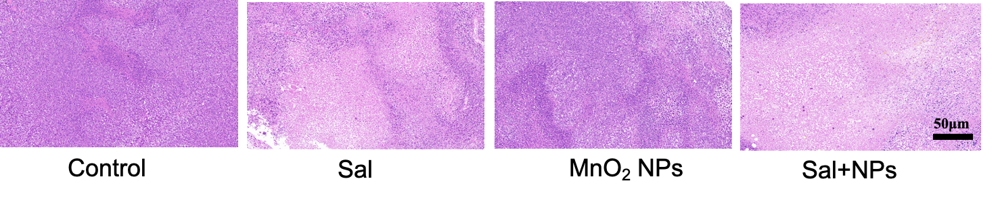 50μm
Control
Sal
MnO₂ NPs
Sal+NPs